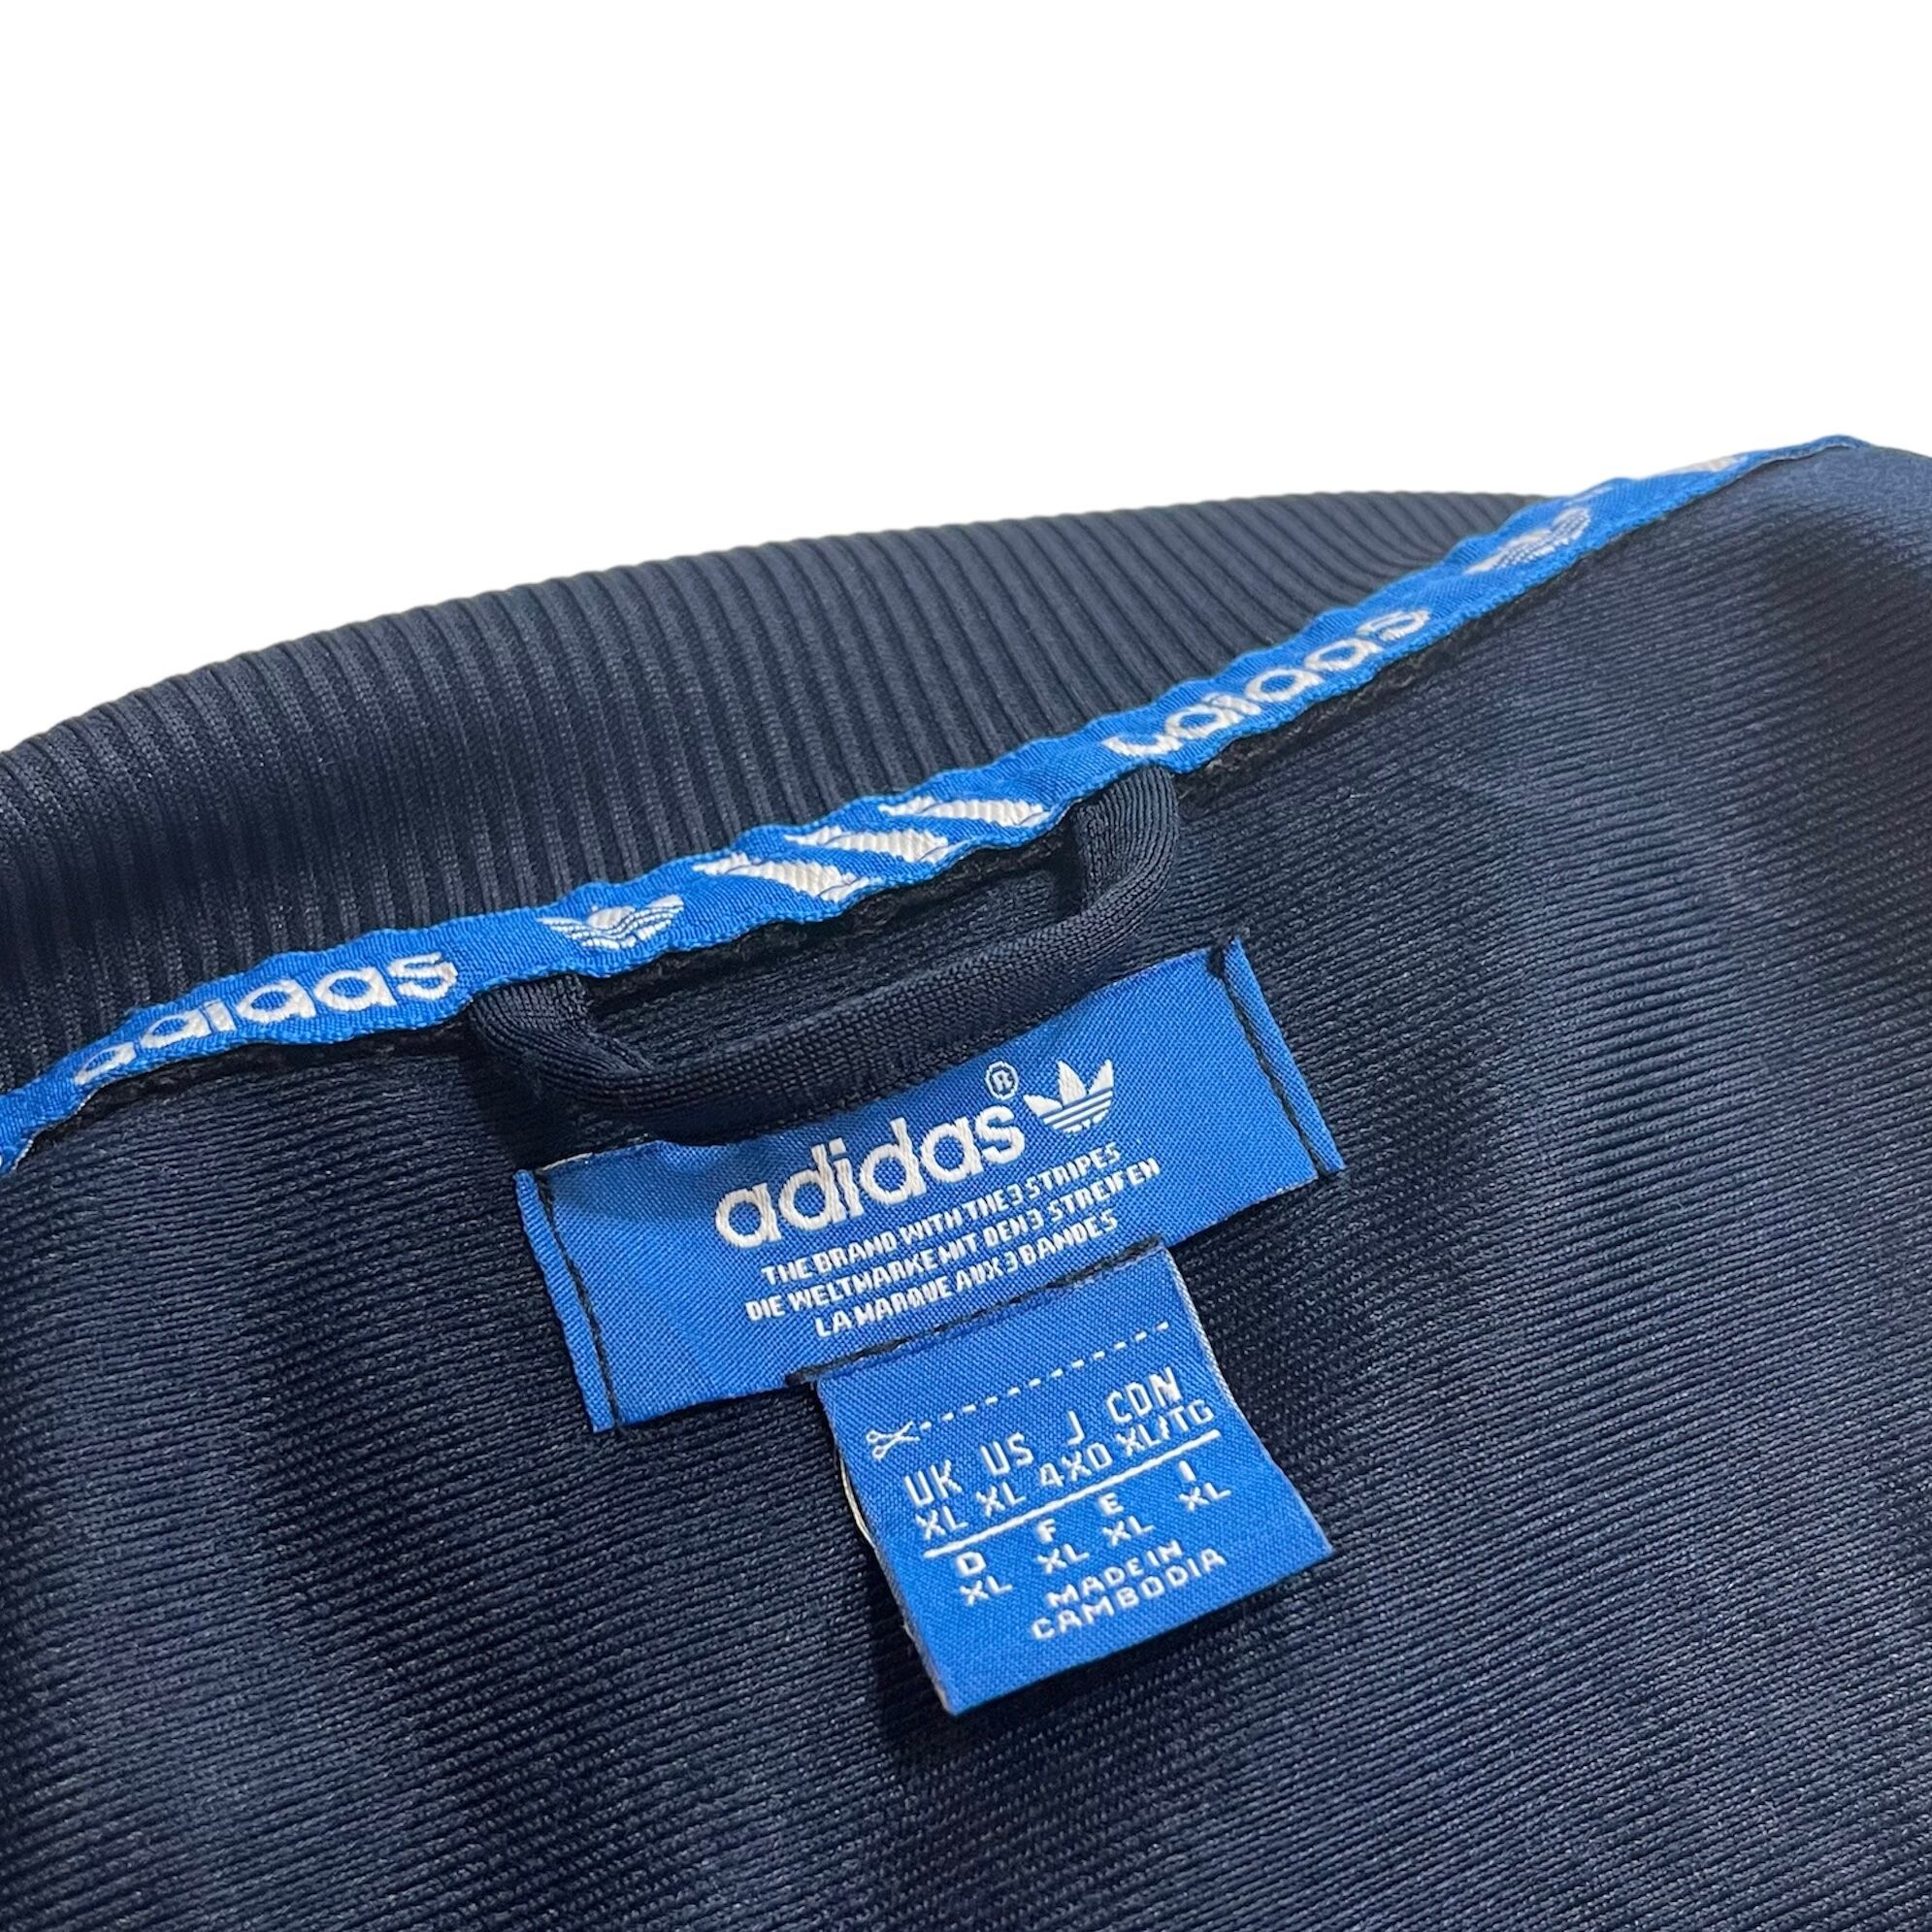 adidas
adidas
adidas®
THE BRAND WITH THE 3 STRIPES
DIE WELTMARKE MIT DEN 3 STREIFEN
LA MARQUE AUX 3 BANDES
UK US J CDN
XL XL 4XO XL/TG
D F E I
XL XL XL XL
MADE IN
CAMBODIA